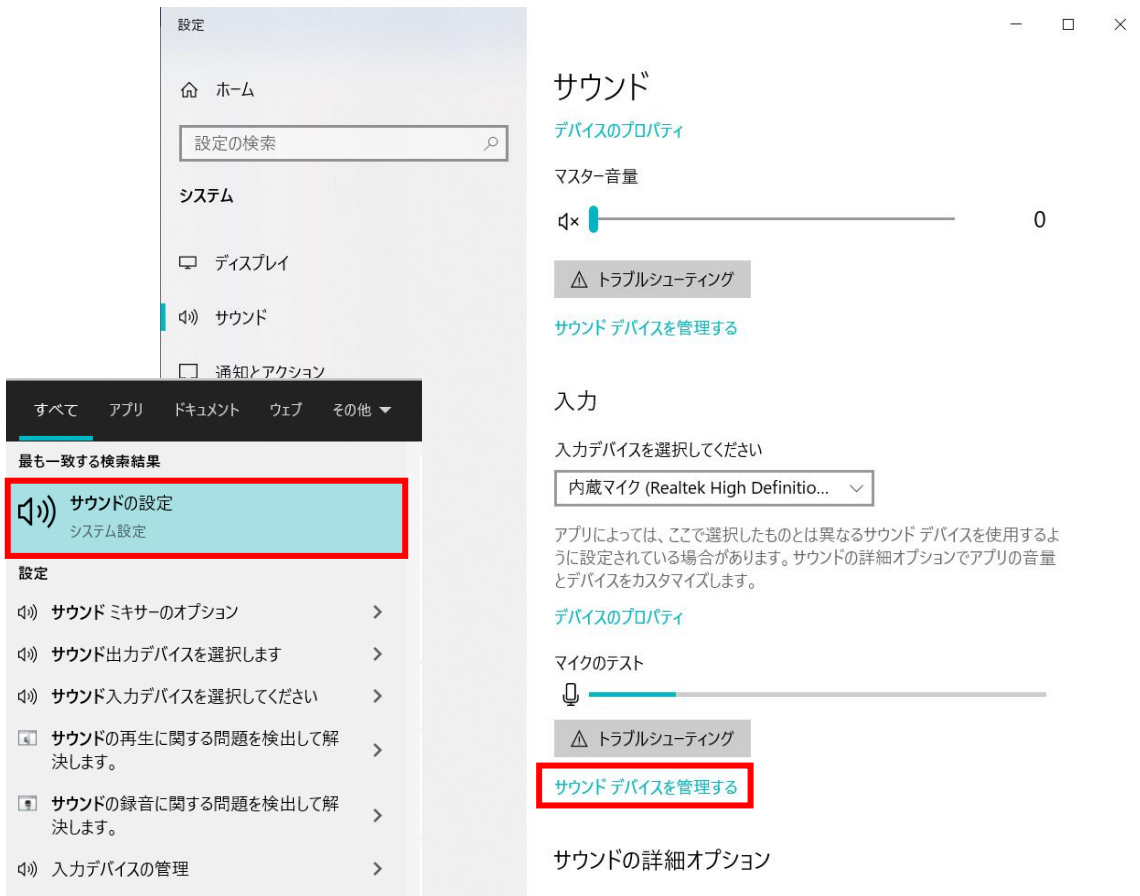 設定
ホーム
設定の検索
システム
ディスプレイ
サウンド
通知とアクション
サウンド
デバイスのプロパティ
マスター音量
0
トラブルシューティング
サウンド デバイスを管理する
入力
入力デバイスを選択してください
内蔵マイク (Realtek High Definitio...
アプリによっては、ここで選択したものとは異なるサウンド デバイスを使用するよ
うに設定されている場合があります。サウンドの詳細オプションでアプリの音量
とデバイスをカスタマイズします。
デバイスのプロパティ
マイクのテスト
トラブルシューティング
サウンド デバイスを管理する
サウンドの詳細オプション
すべて アプリ ドキュメント ウェブ その他
最も一致する検索結果
サウンドの設定
システム設定
設定
サウンド ミキサーのオプション
サウンド出力デバイスを選択します
サウンド入力デバイスを選択してください
サウンドの再生に関する問題を検出して解
決します。
サウンドの録音に関する問題を検出して解
決します。
入力デバイスの管理